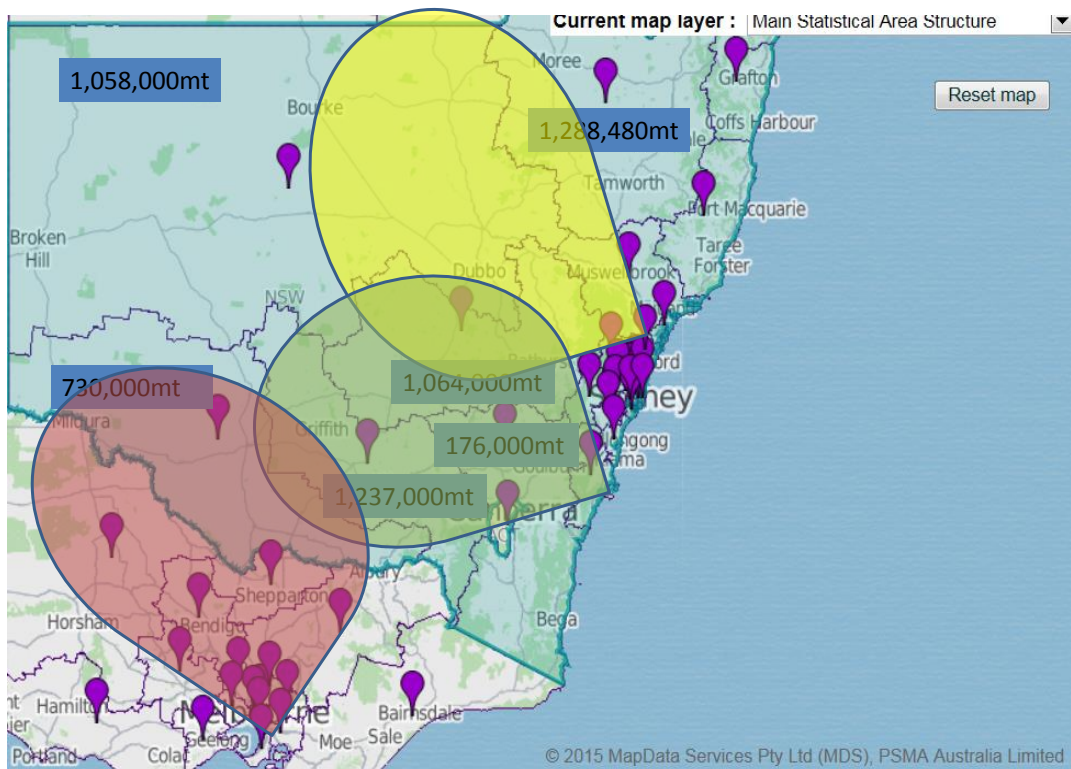 Current map layer : Main Statistical Area Structure
Moree
Grafton
1,058,000mt
Reset map
Bourke
Coffs Harbour
1,288,480mt
Tamworth
Port Macquarie
Broken
Hill
Taree
Dubbo
Muswellbrook
Forster
NSW
730,000mt
1,064,000mt
Sydney
Mildura
Griffith
176,000mt
Goulburn
1,237,000mt
Canberra
Albury
Shepparton
Horsham
Bendigo
Bega
Hamilton
Melbourne
Bairnsdale
Geelong
Moe
Sale
Portland
Colac
© 2015 MapData Services Pty Ltd (MDS), PSMA Australia Limited